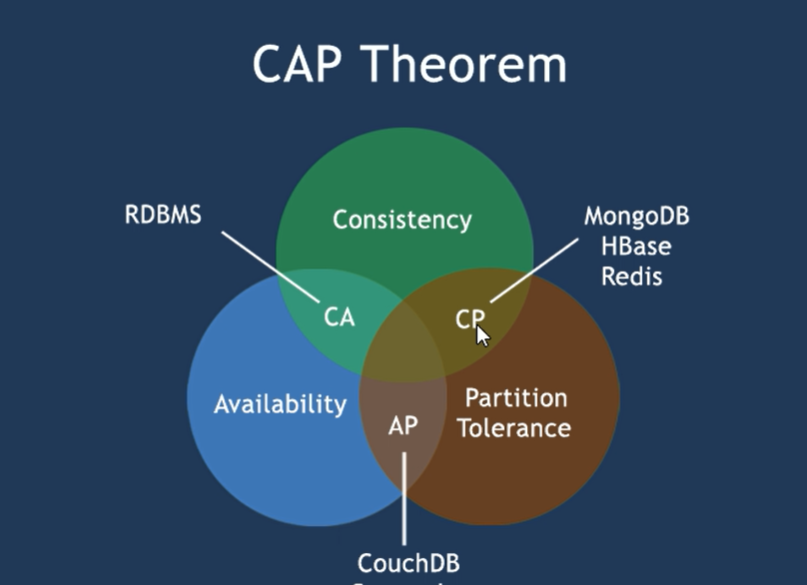 CAP Theorem
RDBMS
Consistency
MongoDB
HBase
Redis
CA
CP
Availability
Partition
Tolerance
AP
CouchDB